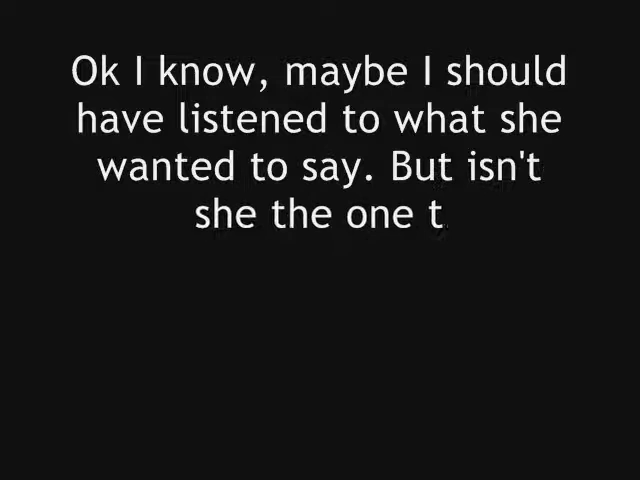 Ok I know, maybe I should
have listened to what she
wanted to say. But isn't
she the one t